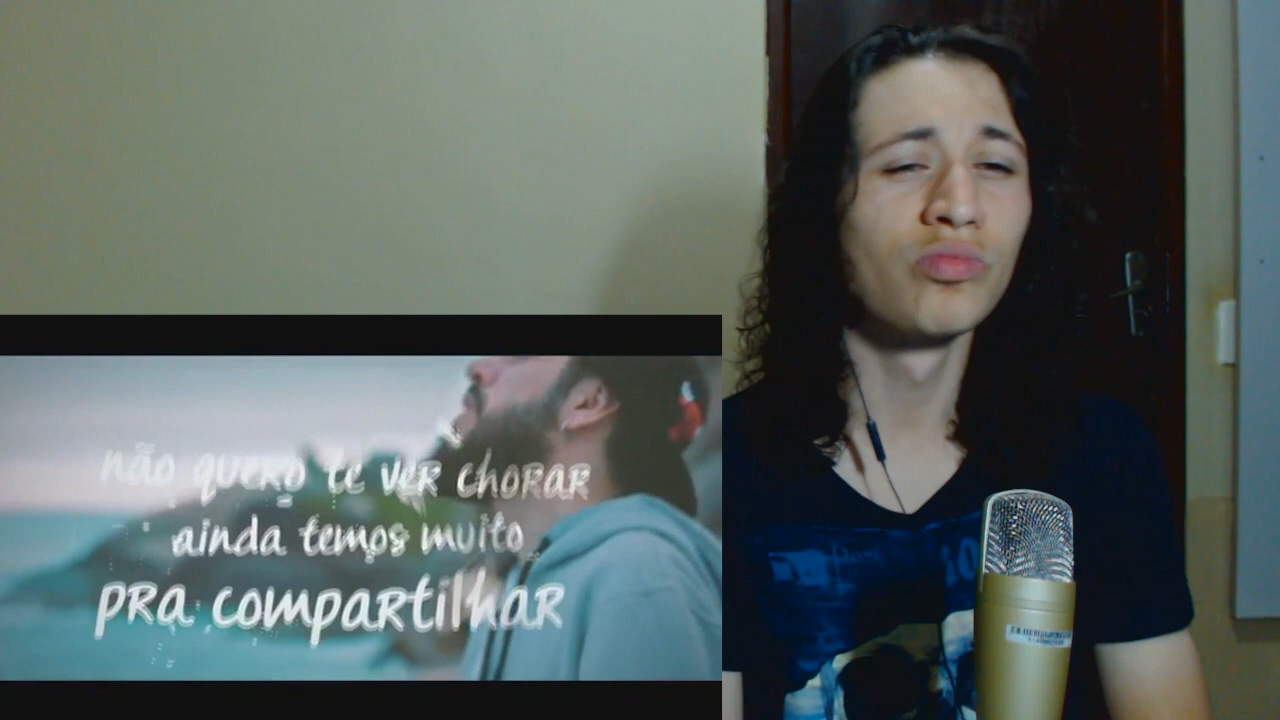 não quero te ver chorar
ainda temos muito
pra compartilhar